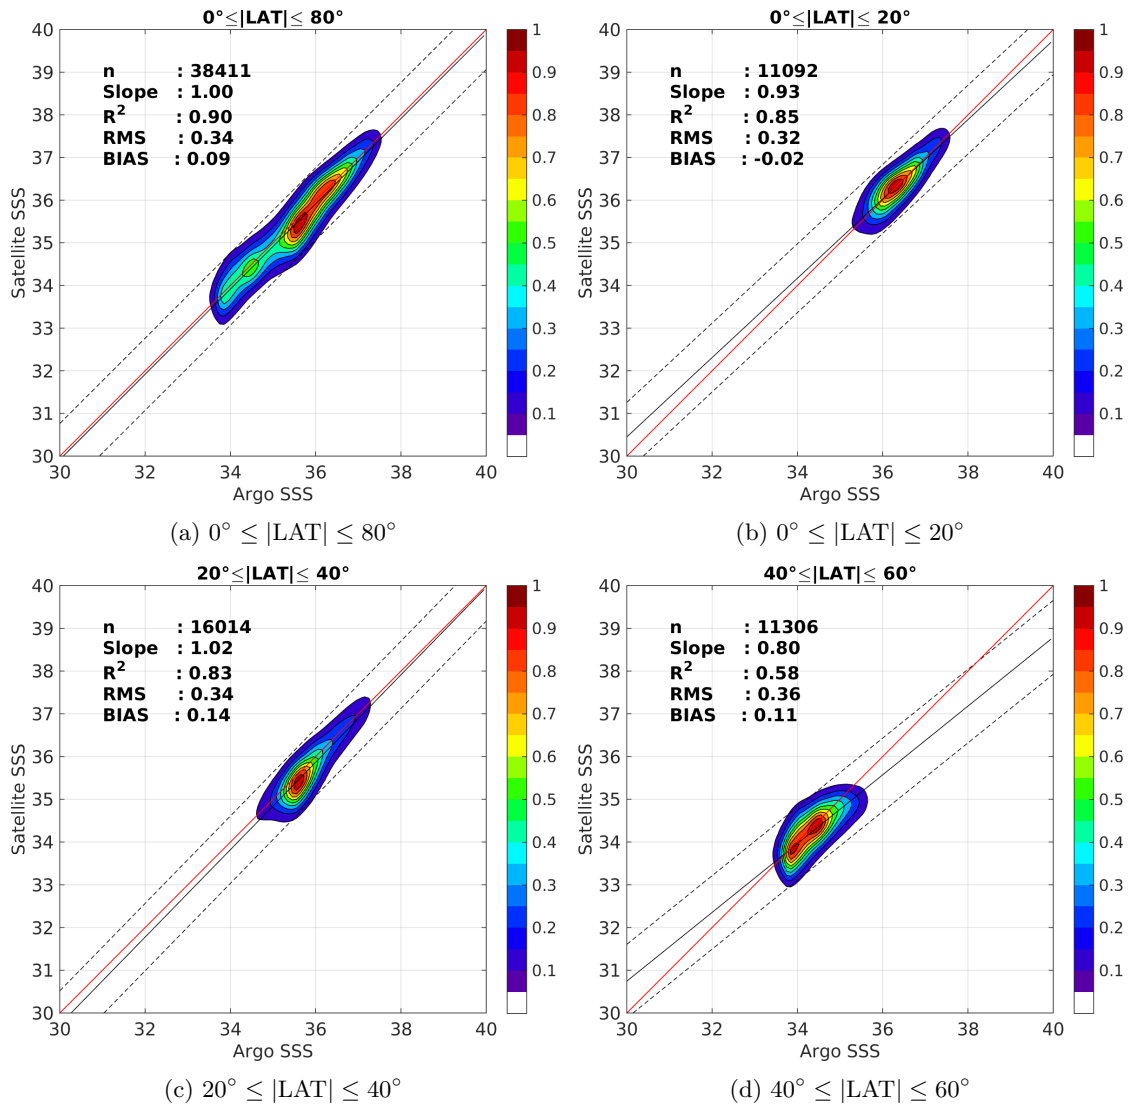 0°≤|LAT|≤ 80°
n : 38411
Slope : 1.00
R2 : 0.90
RMS : 0.34
BIAS : 0.09
Satellite SSS
40
39
38
37
36
35
34
33
32
31
30
30 32 34 36 38 40
Argo SSS
1
0.9
0.8
0.7
0.6
0.5
0.4
0.3
0.2
0.1
(a) 0° ≤ |LAT| ≤ 80°
0°≤|LAT|≤ 20°
n : 11092
Slope : 0.93
R2 : 0.85
RMS : 0.32
BIAS : -0.02
Satellite SSS
40
39
38
37
36
35
34
33
32
31
30
30 32 34 36 38 40
Argo SSS
1
0.9
0.8
0.7
0.6
0.5
0.4
0.3
0.2
0.1
(b) 0° ≤ |LAT| ≤ 20°
20°≤|LAT|≤ 40°
n : 16014
Slope : 1.02
R2 : 0.83
RMS : 0.34
BIAS : 0.14
Satellite SSS
40
39
38
37
36
35
34
33
32
31
30
30 32 34 36 38 40
Argo SSS
1
0.9
0.8
0.7
0.6
0.5
0.4
0.3
0.2
0.1
(c) 20° ≤ |LAT| ≤ 40°
40°≤|LAT|≤ 60°
n : 11306
Slope : 0.80
R2 : 0.58
RMS : 0.36
BIAS : 0.11
Satellite SSS
40
39
38
37
36
35
34
33
32
31
30
30 32 34 36 38 40
Argo SSS
1
0.9
0.8
0.7
0.6
0.5
0.4
0.3
0.2
0.1
(d) 40° ≤ |LAT| ≤ 60°